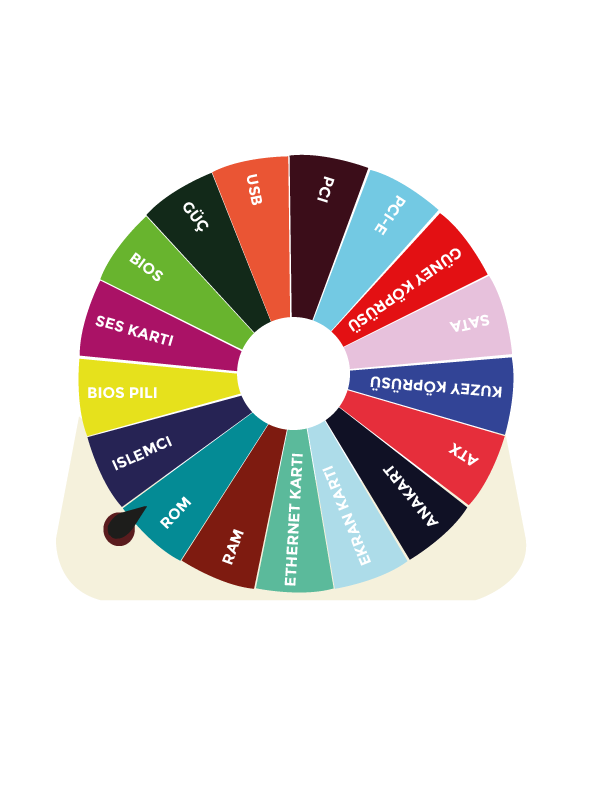 PCI
PCI-E
GÜNEY KÖPRÜSÜ
SATA
KUZEY KÖPRÜSÜ
ATX
ANAKART
EKRAN KARTI
ETHERNET KARTI
RAM
ROM
ISLEMCI
BIOS PILI
SES KARTI
BIOS
GÜÇ
USB